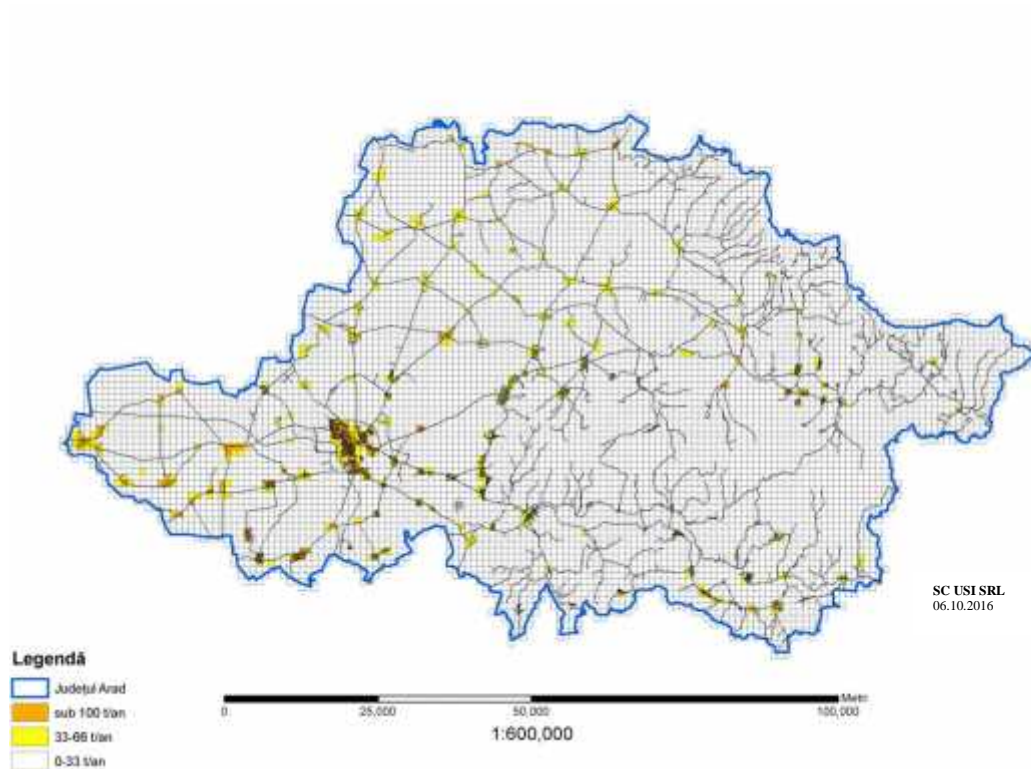 SC USI SRL
06.10.2016
Legendă
Județul Arad
sub 100 t/an
33-66 t/an
0-33 t/an
Metri
0 25,000 50,000 100,000
1:600,000